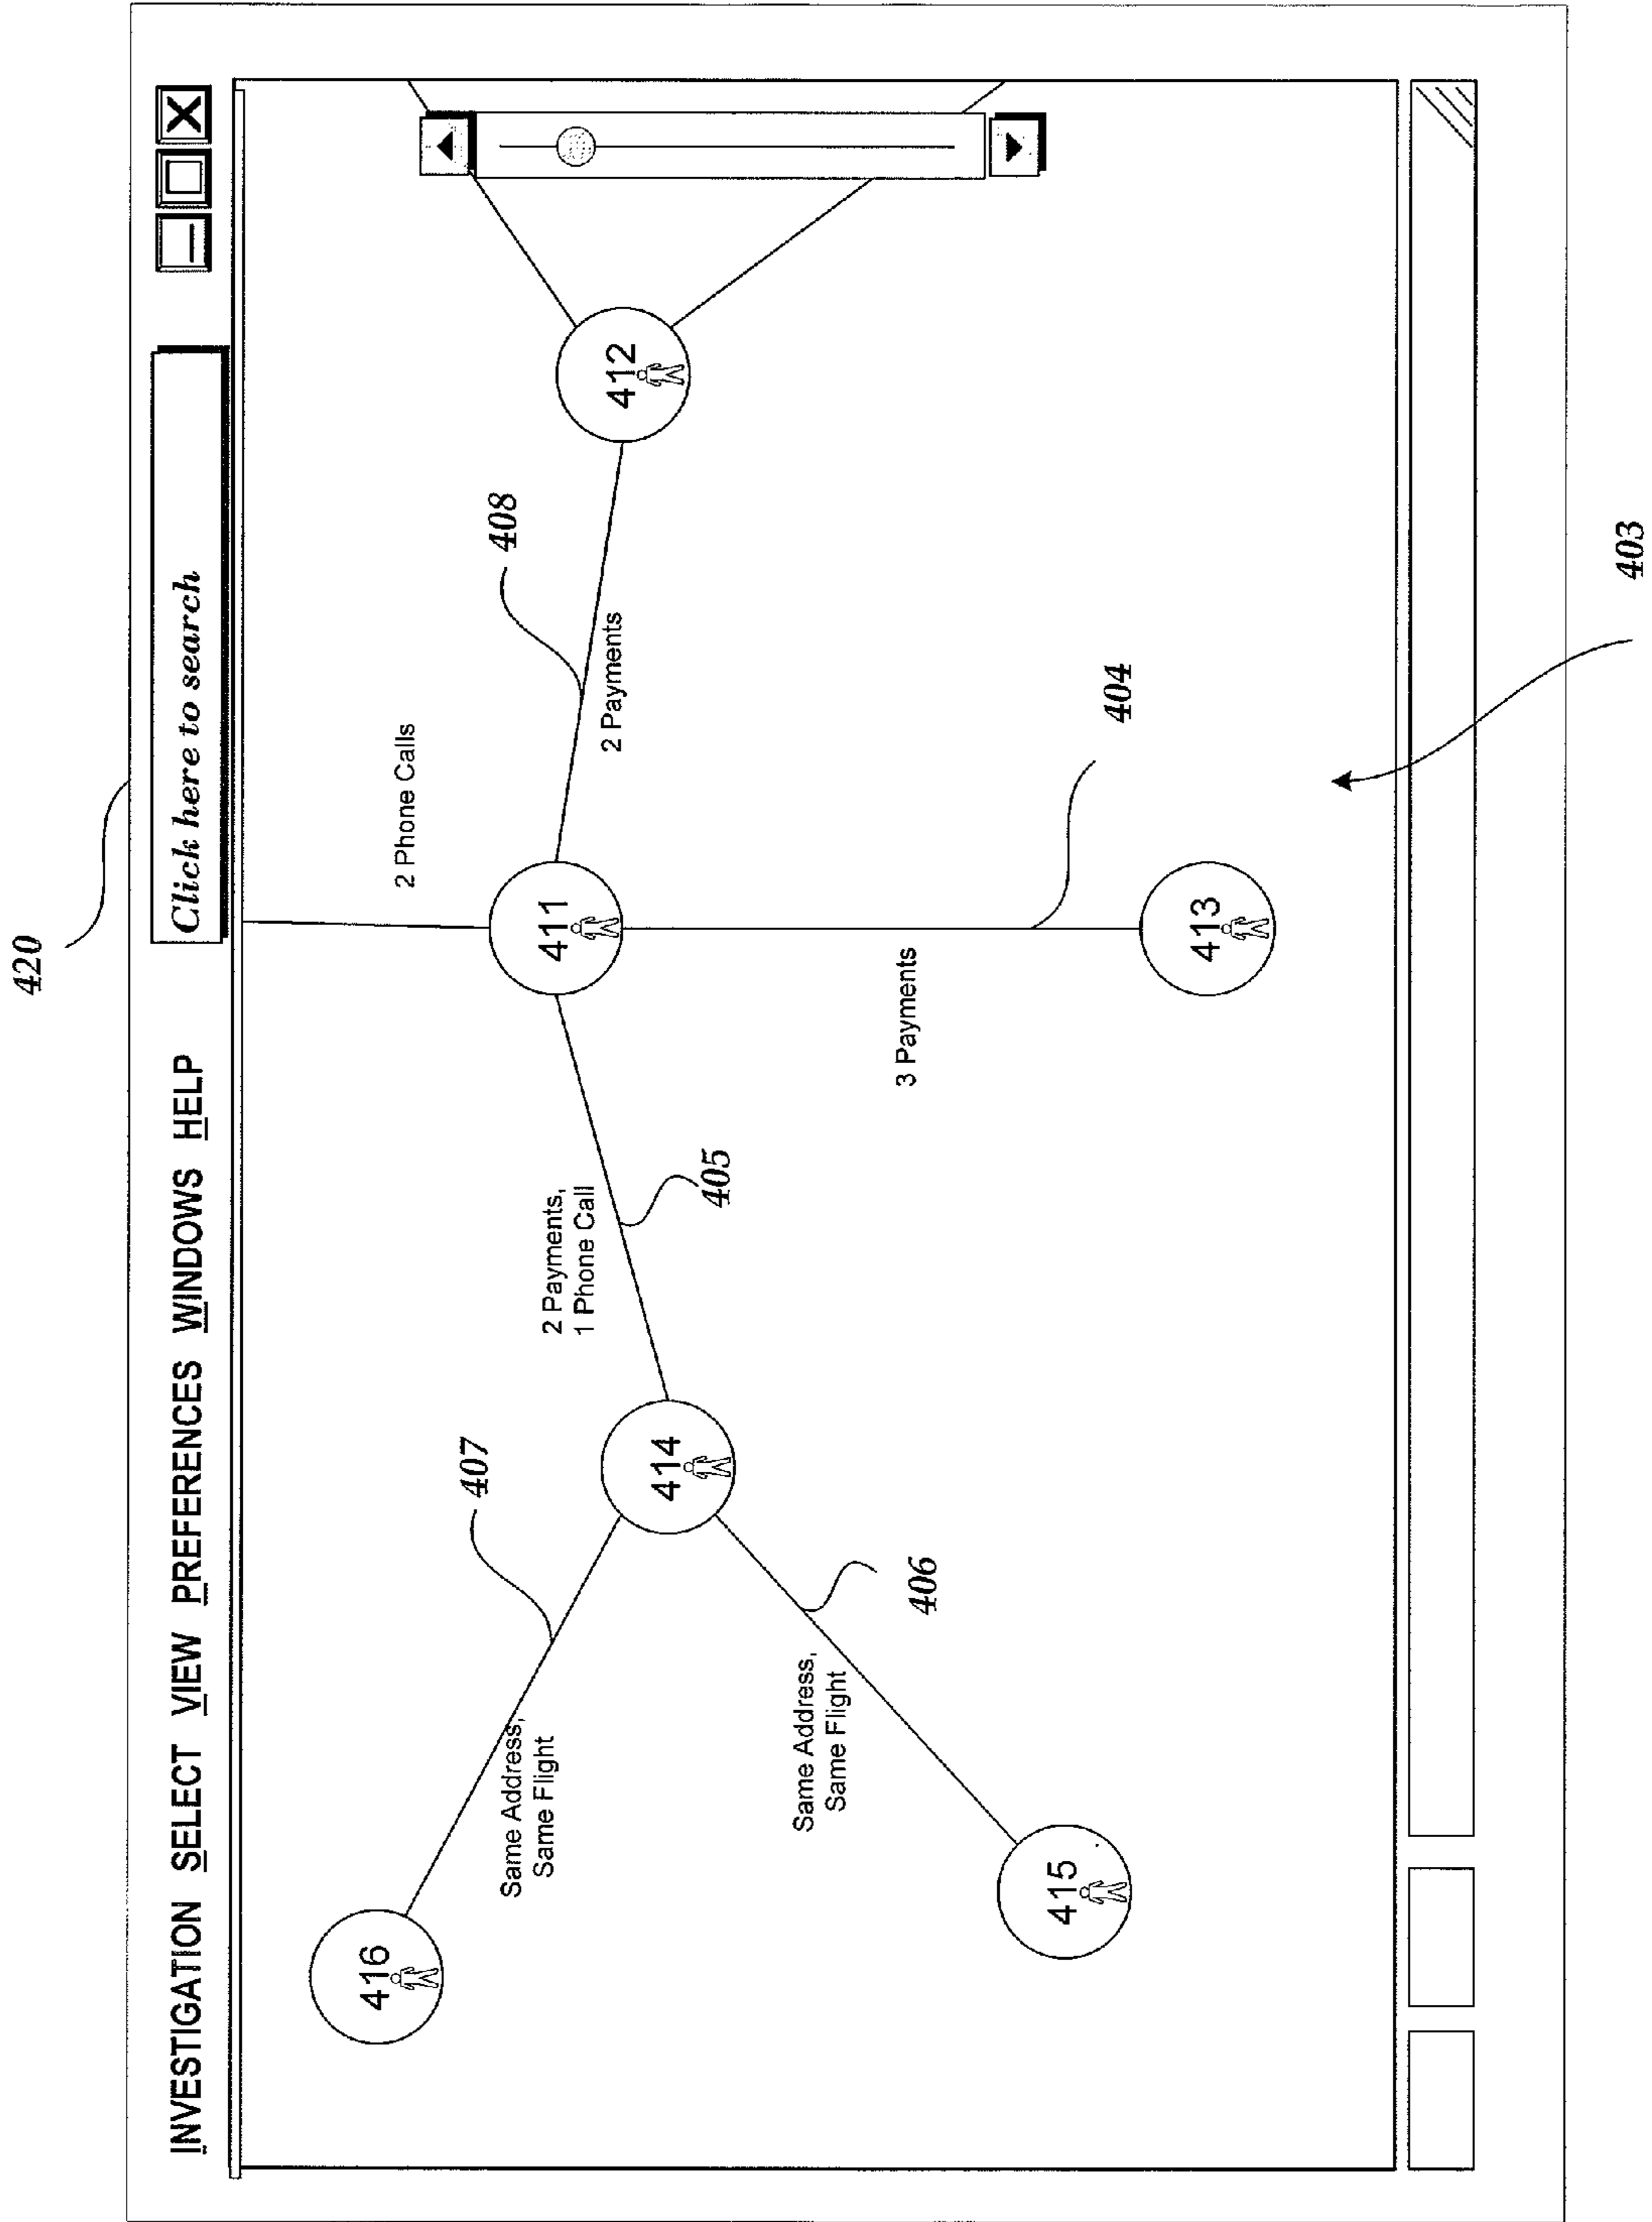 420
INVESTIGATION SELECT VIEW PREFERENCES WINDOWS HELP
Click here to search
416
407
Same Address,
Same Flight
414
2 Payments,
1 Phone Call
405
411
2 Phone Calls
408
2 Payments
412
Same Address,
Same Flight
406
415
3 Payments
404
413
403